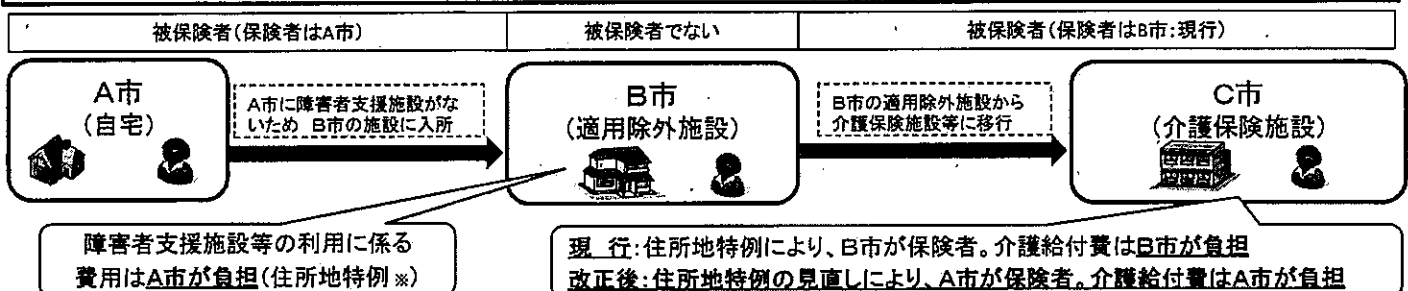 被保険者(保険者はA市)
被保険者でない
被保険者(保険者はB市:現行)
A市
(自宅)
A市に障害者支援施設がな
いため B市の施設に入所
B市
(適用除外施設)
B市の適用除外施設から
介護保険施設等に移行
C市
(介護保険施設)
障害者支援施設等の利用に係る
費用はA市が負担(住所地特例※)
現 行:住所地特例により、B市が保険者。介護給付費はB市が負担
改正後:住所地特例の見直しにより、A市が保険者。介護給付費はA市が負担